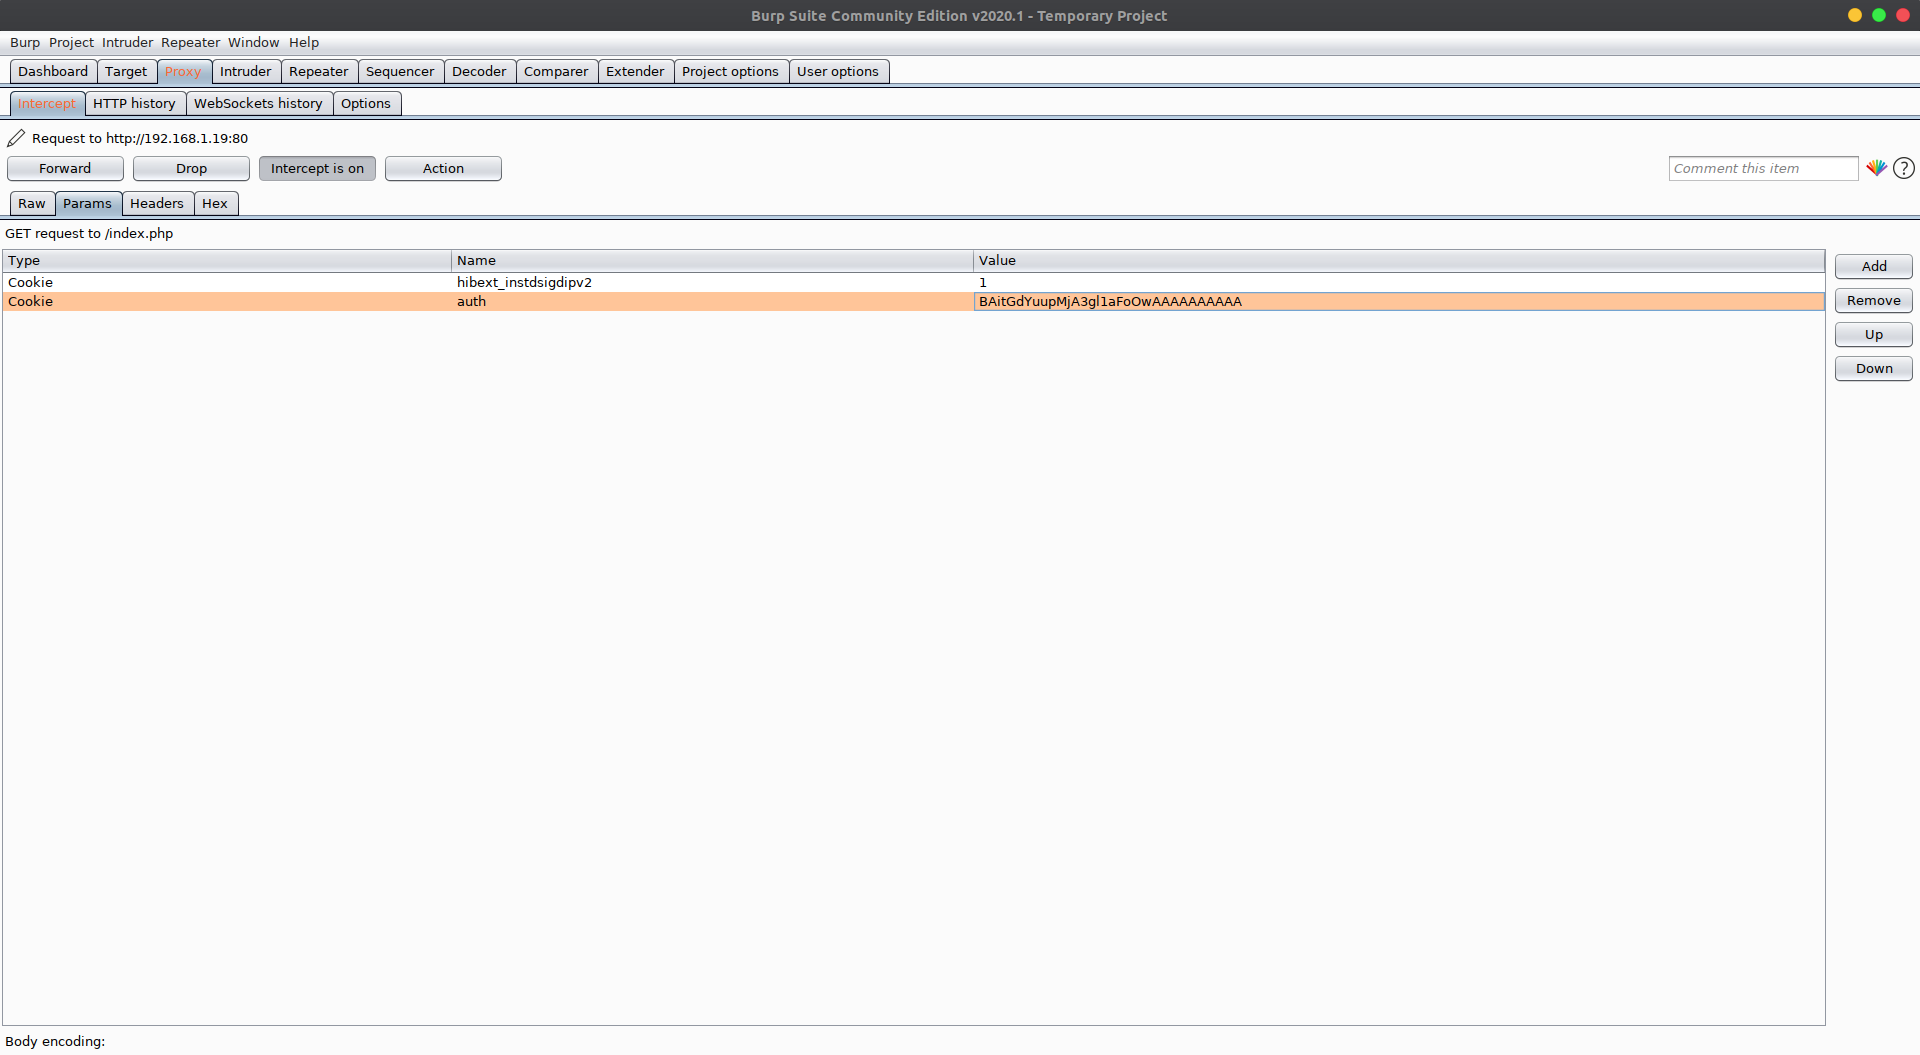 Burp Suite Community Edition v2020.1 - Temporary Project
Burp Project Intruder Repeater Window Help
Dashboard Target Proxy Intruder Repeater Sequencer Decoder Comparer Extender Project options User options
Intercept HTTP history WebSockets history Options
Request to http://192.168.1.19:80
Forward Drop Intercept is on Action Comment this item ?
Raw Params Headers Hex
GET request to /index.php
Type Name Value
Cookie hibext_instdsigdipv2 1
Cookie auth BAitGdYuupMjA3gl1aFoOwAAAAAAAAAA
Add
Remove
Up
Down
Body encoding: